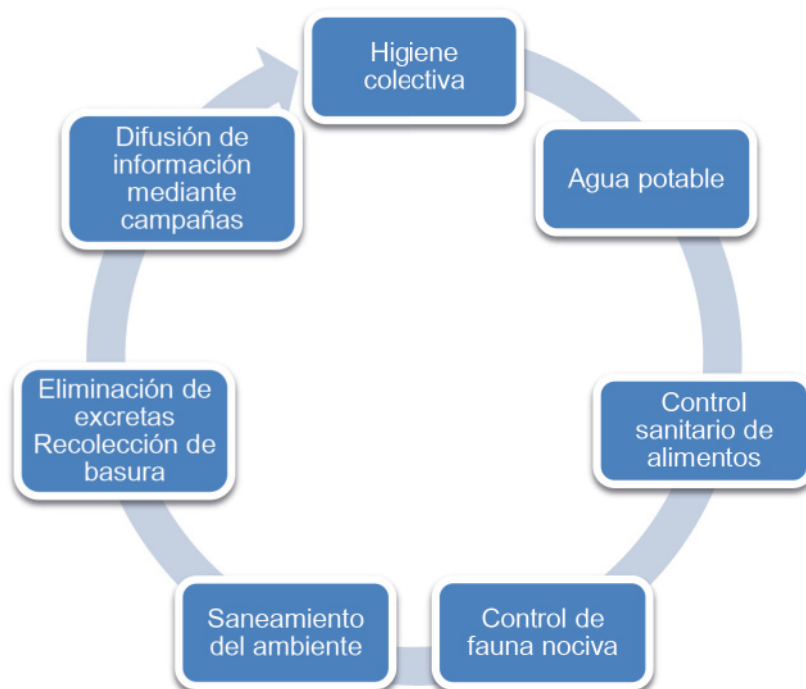 Higiene
colectiva
Agua potable
Control
sanitario de
alimentos
Control de
fauna nociva
Saneamiento
del ambiente
Eliminación de
excretas
Recolección de
basura
Difusión de
información
mediante
campañas